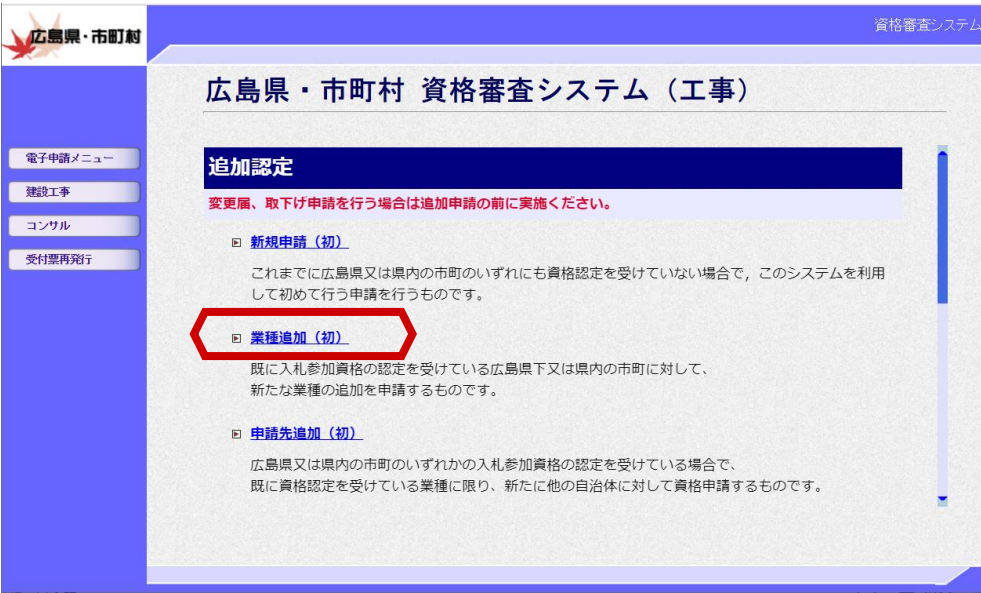 広島県・市町村
資格審査システム
広島県・市町村 資格審査システム（工事）
電子申請メニュー
建設工事
コンサル
受付票再発行
追加認定
変更届、取下げ申請を行う場合は追加申請の前に実施ください。
新規申請（初）
これまでに広島県又は県内の市町のいずれにも資格認定を受けていない場合で，このシステムを利用
して初めて行う申請を行うものです。
業種追加（初）
既に入札参加資格の認定を受けている広島県下又は県内の市町に対して、
新たな業種の追加を申請するものです。
申請先追加（初）
広島県又は県内の市町のいずれかの入札参加資格の認定を受けている場合で、
既に資格認定を受けている業種に限り、新たに他の自治体に対して資格申請するものです。